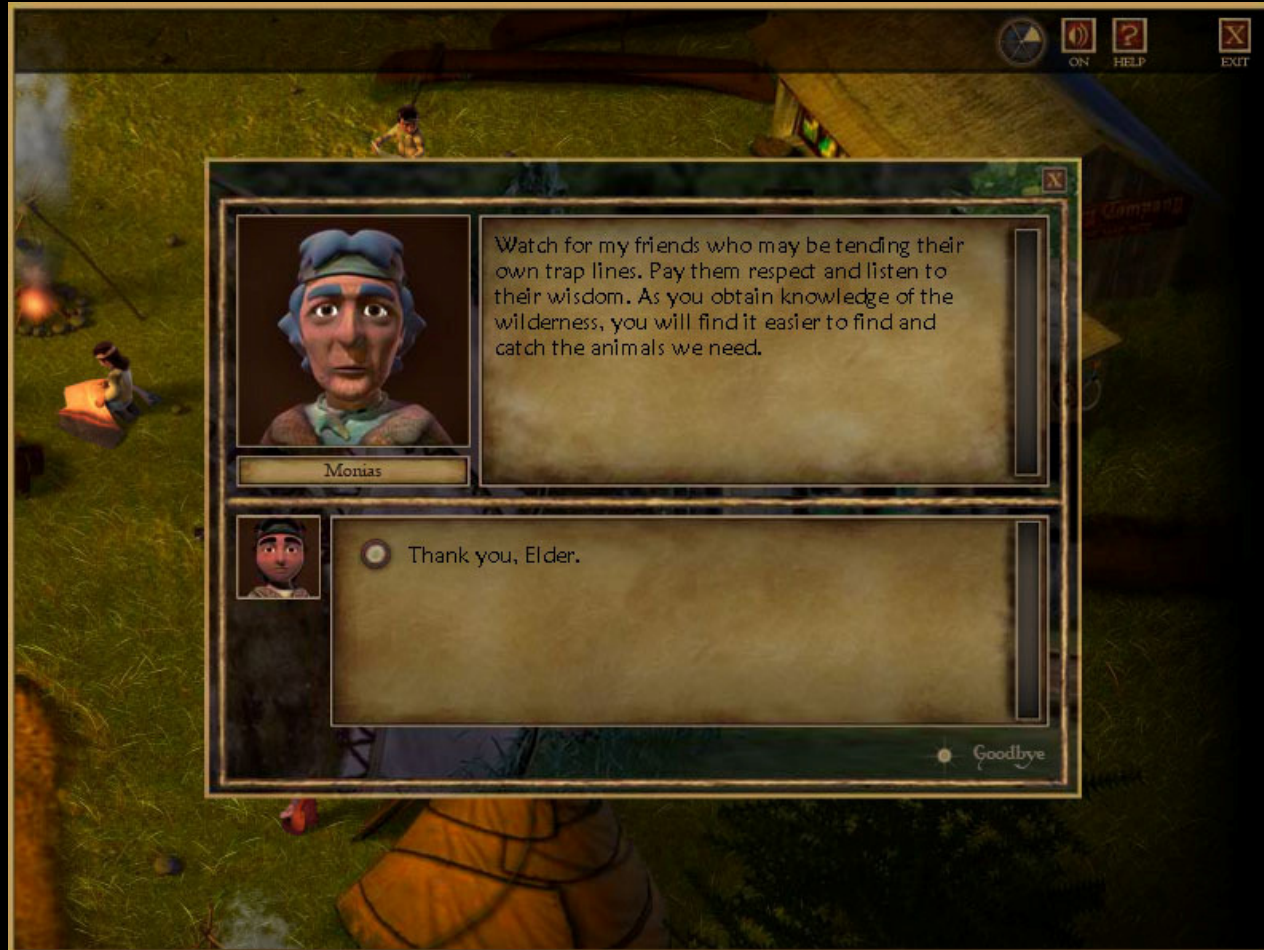 ON
HELP
EXIT
X
Company
Watch for my friends who may be tending their
own trap lines. Pay them respect and listen to
their wisdom. As you obtain knowledge of the
wilderness, you will find it easier to find and
catch the animals we need.
Monias
Thank you, Elder.
Goodbye